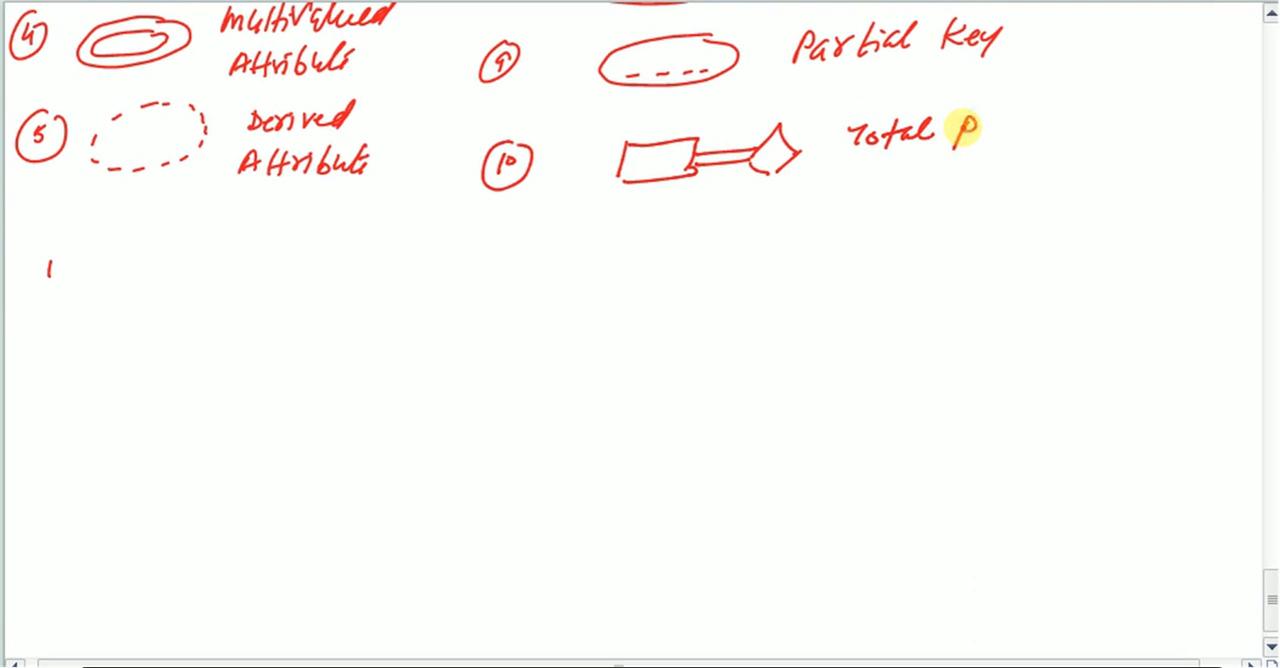 4 Multivalued
Attribute
5 Derived
Attribute
9 Partial Key
10 Total P